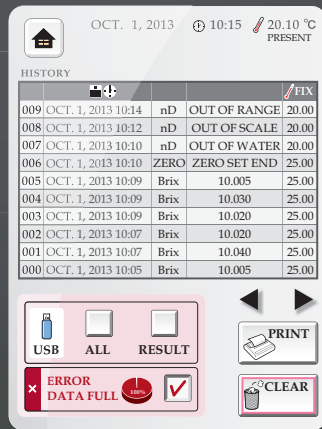 OCT. 1, 2013 10:15 20.10 °C
PRESENT
HISTORY
FIX
009 OCT. 1, 2013 10:14 nD OUT OF RANGE 20.00
008 OCT. 1, 2013 10:12 nD OUT OF SCALE 20.00
007 OCT. 1, 2013 10:10 nD OUT OF WATER 20.00
006 OCT. 1, 2013 10:10 ZERO ZERO SET END 25.00
005 OCT. 1, 2013 10:09 Brix 10.005 25.00
004 OCT. 1, 2013 10:09 Brix 10.030 25.00
003 OCT. 1, 2013 10:09 Brix 10.020 25.00
002 OCT. 1, 2013 10:07 Brix 10.020 25.00
001 OCT. 1, 2013 10:07 Brix 10.040 25.00
000 OCT. 1, 2013 10:05 Brix 10.005 25.00
USB ALL RESULT
PRINT
ERROR
DATA FULL 100%
CLEAR